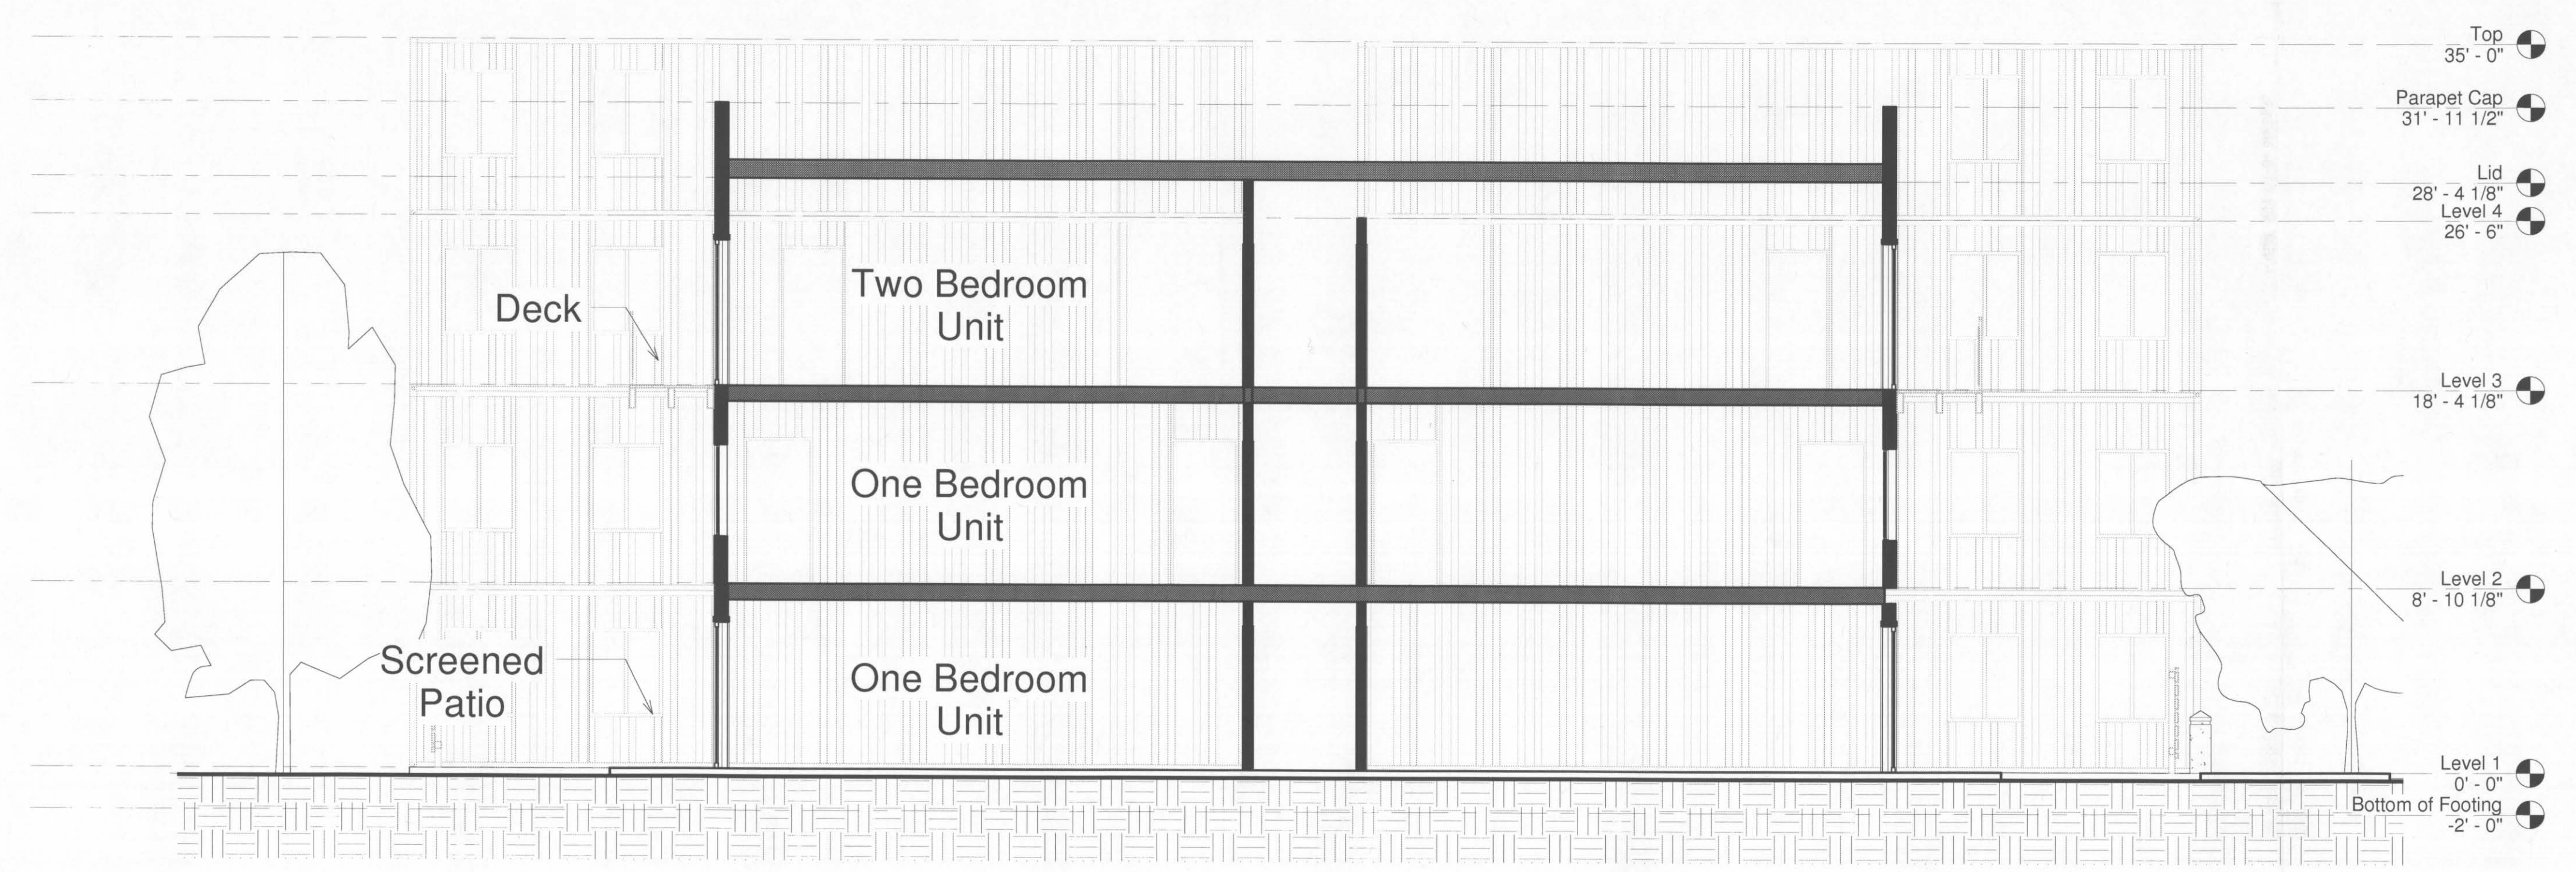 Top
35' - 0"
Parapet Cap
31' - 11 1/2"
Lid
28' - 4 1/8"
Level 4
26' - 6"
Two Bedroom
Unit
Deck
Level 3
18' - 4 1/8"
One Bedroom
Unit
Level 2
8' - 10 1/8"
Screened
Patio
One Bedroom
Unit
Level 1
0' - 0"
Bottom of Footing
-2' - 0"